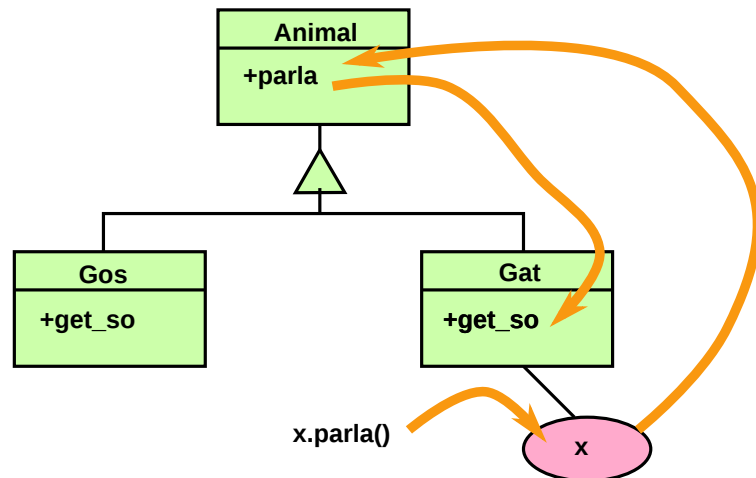 Animal
+parla
Gos
+get_so
Gat
+get_so
x.parla()
x